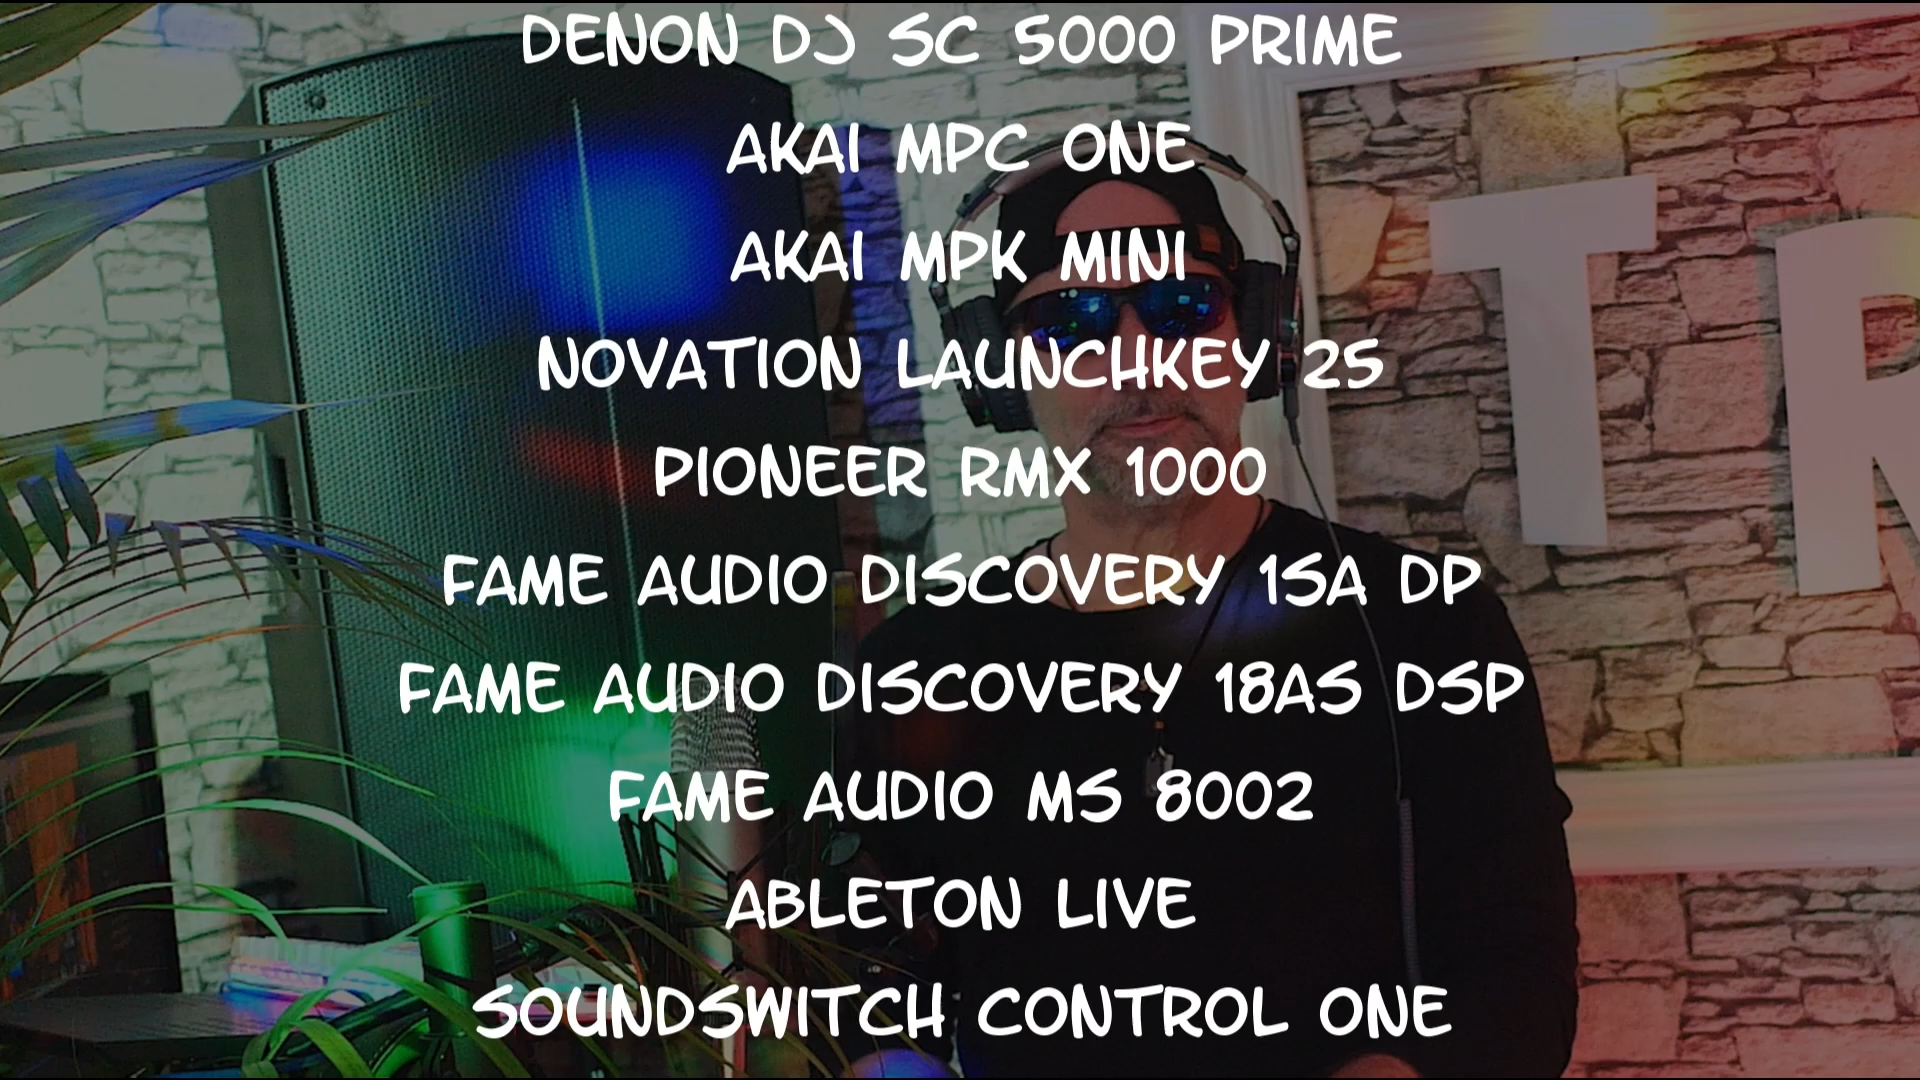 DENON DJ SC 5000 PRIME
AKAI MPC ONE
AKAI MPK MINI
NOVATION LAUNCHKEY 25
PIONEER RMX 1000
FAME AUDIO DISCOVERY 15A DP
FAME AUDIO DISCOVERY 18AS DSP
FAME AUDIO MS 8002
ABLETON LIVE
SOUNDSWITCH CONTROL ONE
TR